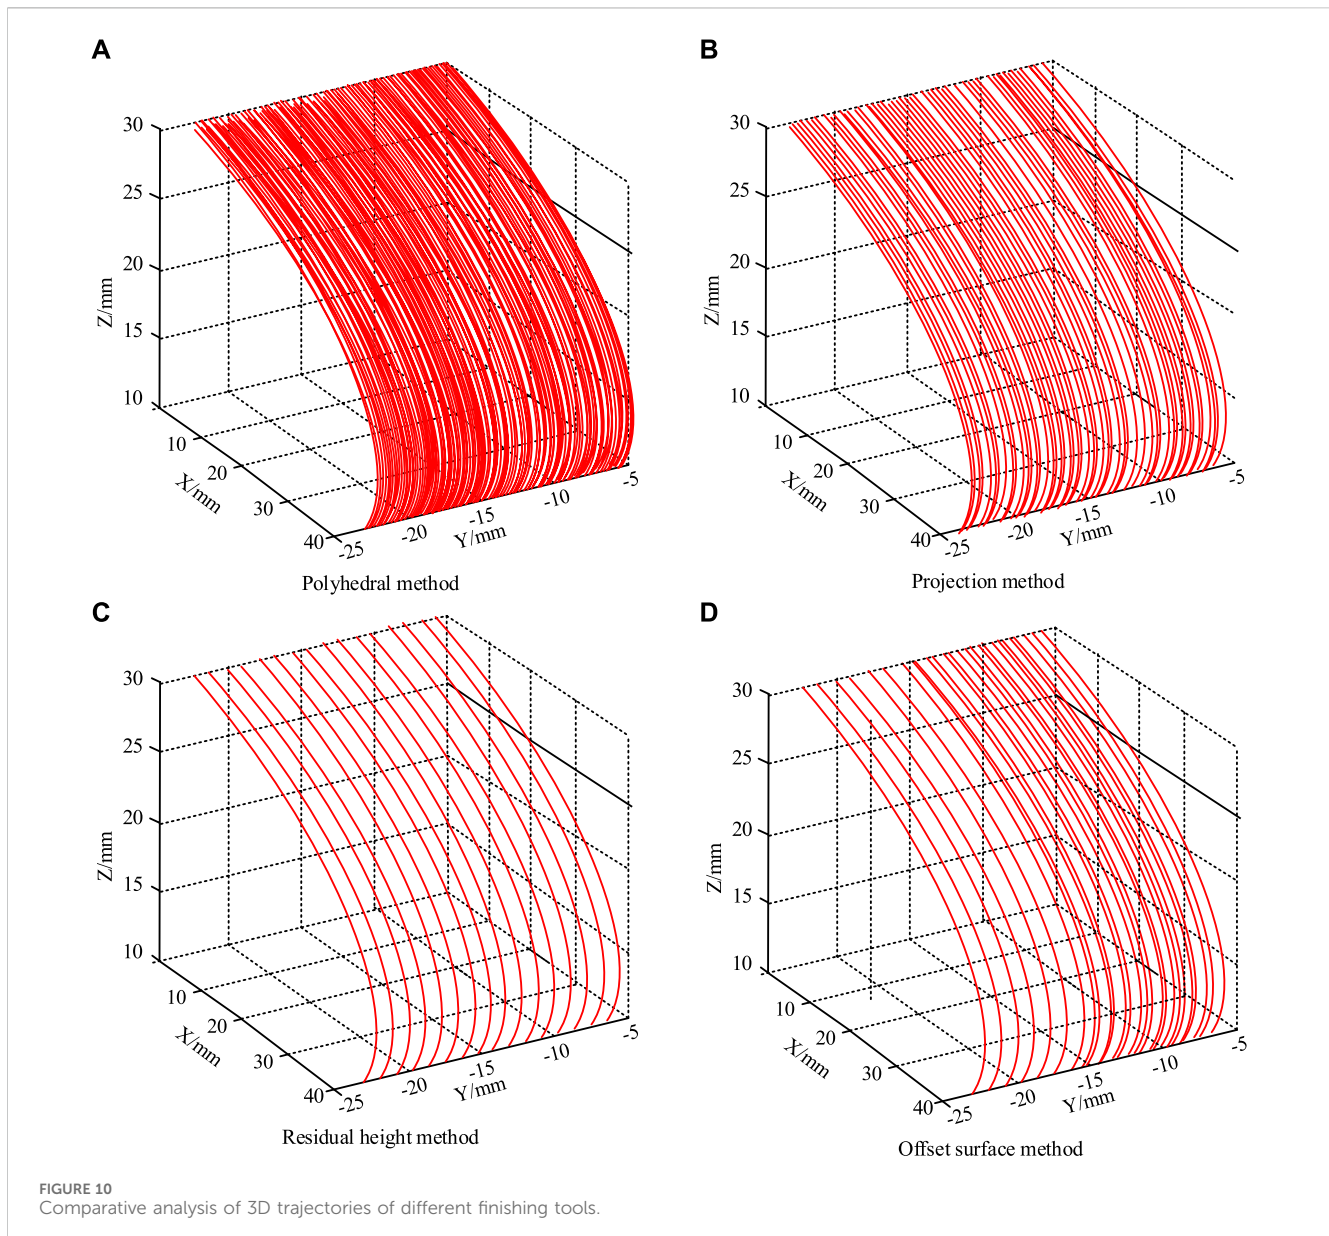 A
30
25
20
15
10
Z/mm
10
20
30
40
X/mm
-25
-20
-15
-10
-5
Y/mm
Polyhedral method
B
30
25
20
15
10
Z/mm
10
20
30
40
X/mm
-25
-20
-15
-10
-5
Y/mm
Projection method
C
30
25
20
15
10
Z/mm
10
20
30
40
X/mm
-25
-20
-15
-10
-5
Y/mm
Residual height method
D
30
25
20
15
10
Z/mm
10
20
30
40
X/mm
-25
-20
-15
-10
-5
Y/mm
Offset surface method
FIGURE 10
Comparative analysis of 3D trajectories of different finishing tools.